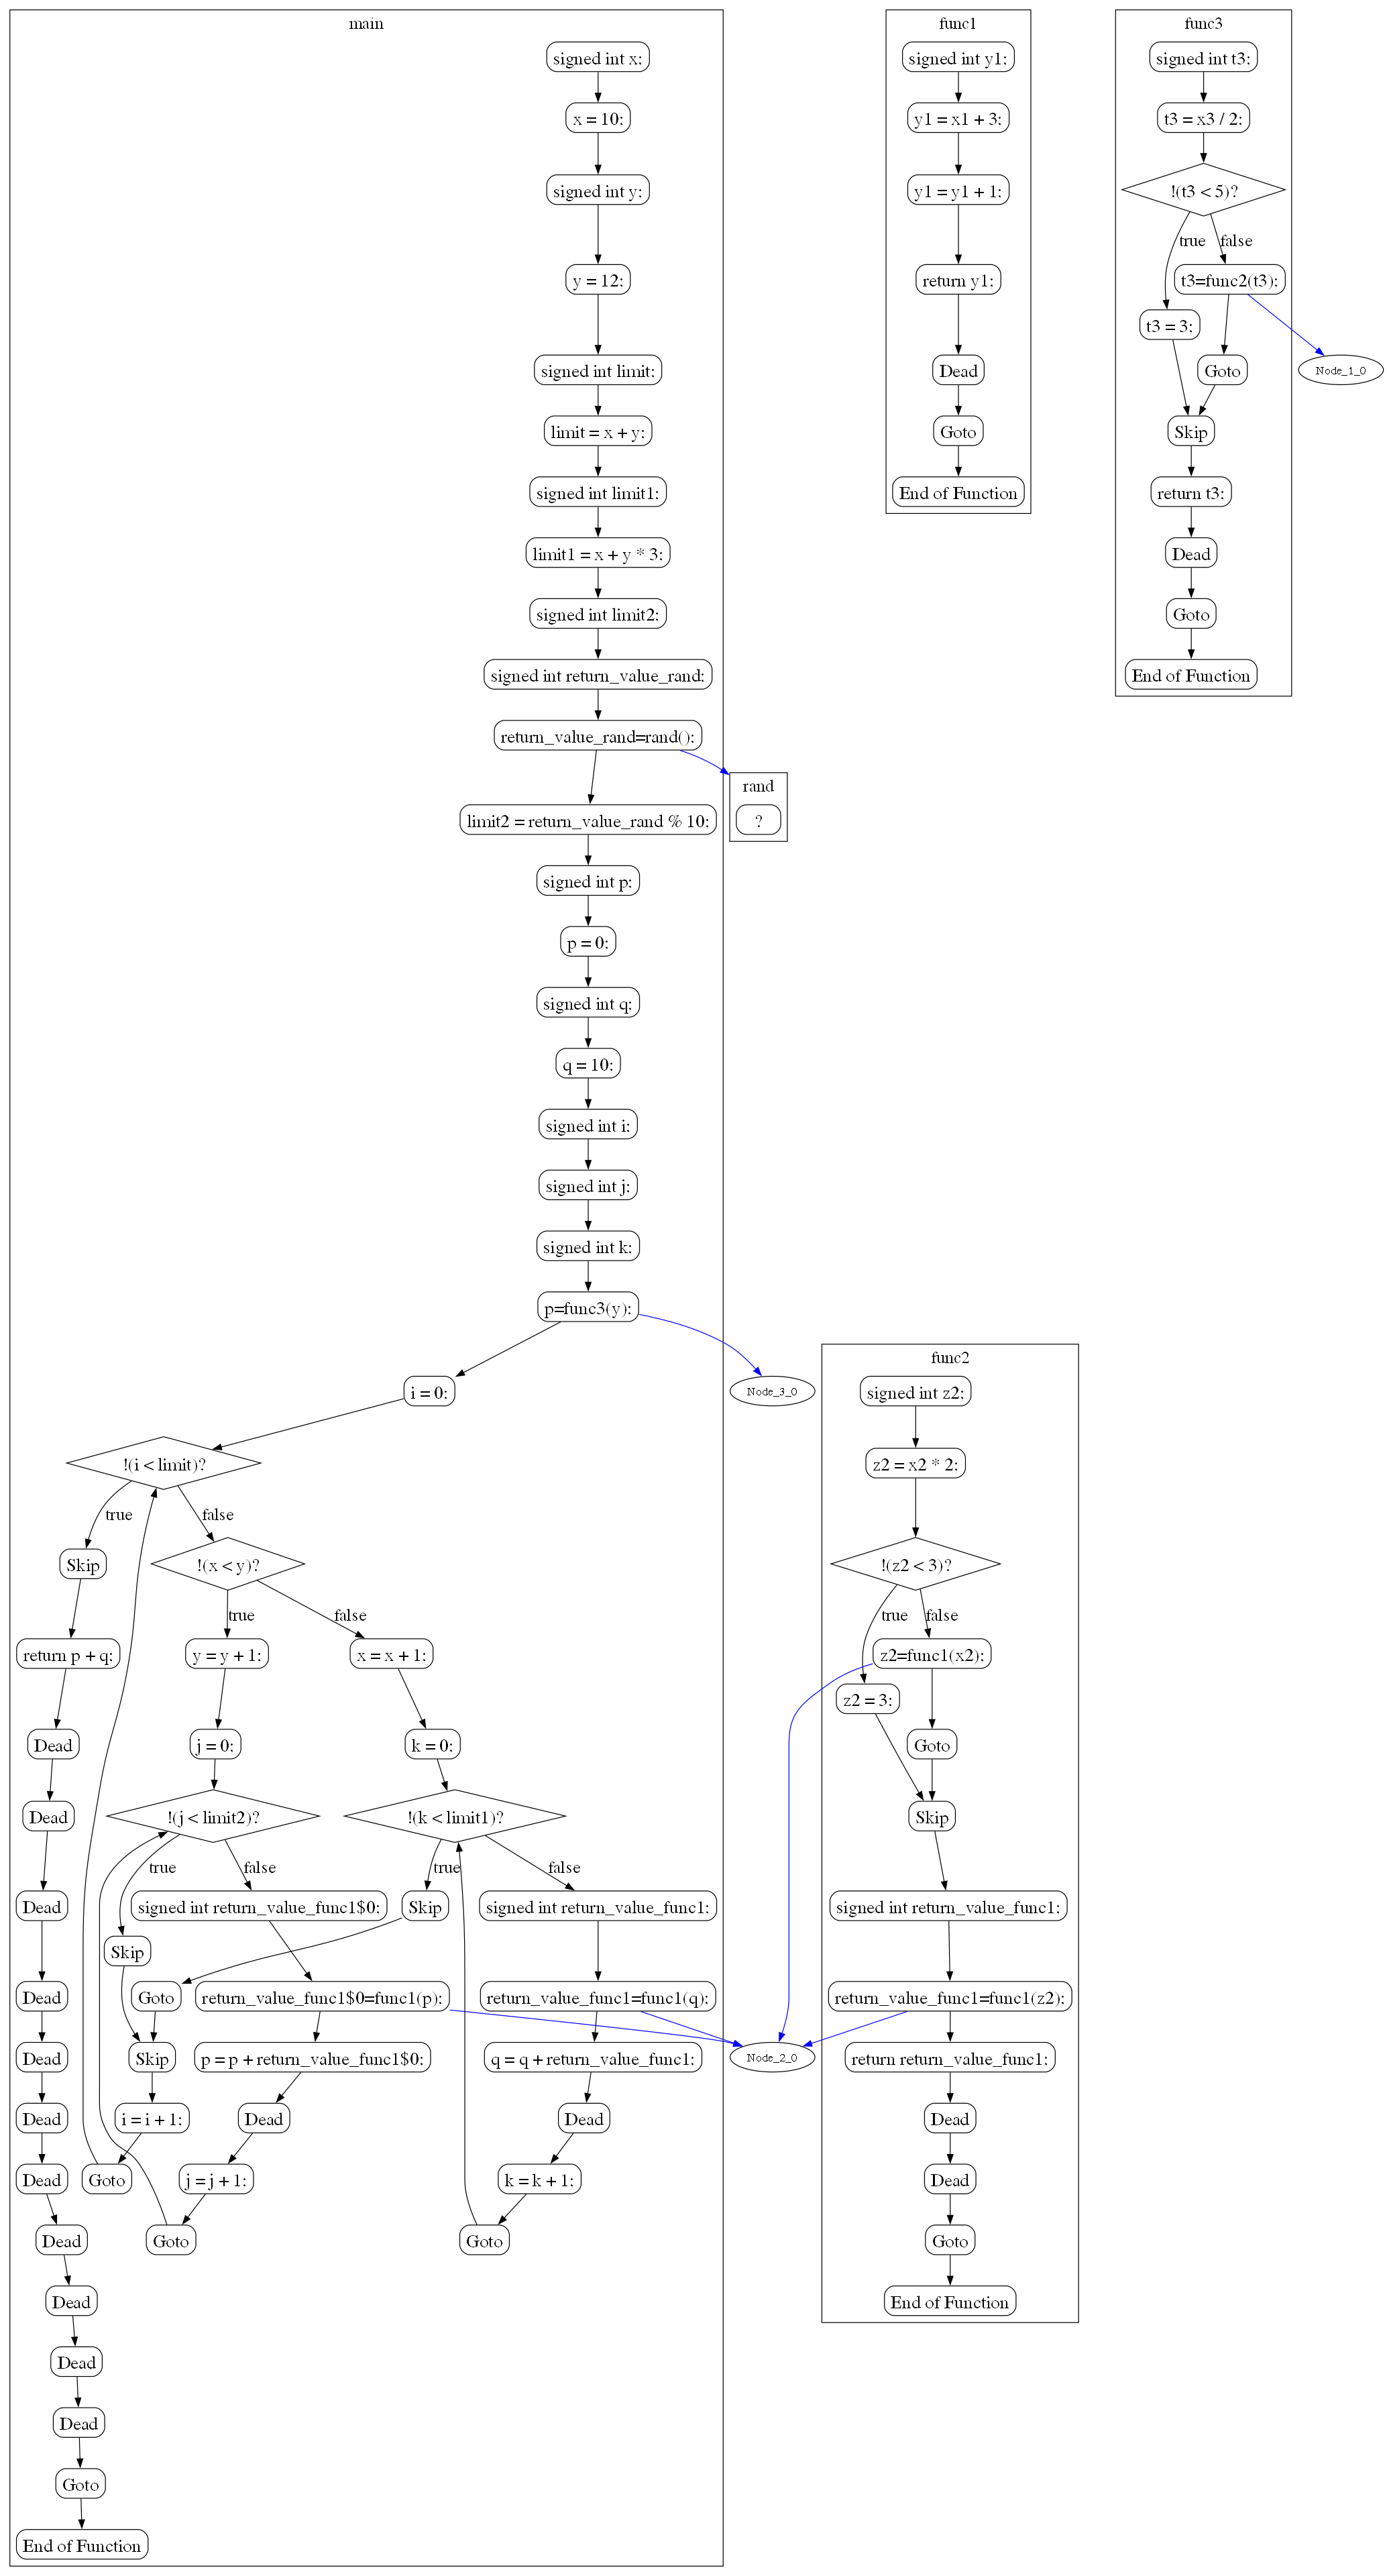 main
signed int x;
x = 10;
signed int y;
y = 12;
signed int limit;
limit = x + y;
signed int limit1;
limit1 = x + y * 3;
signed int limit2;
signed int return_value_rand;
return_value_rand=rand();
limit2 = return_value_rand % 10;
signed int p;
p = 0;
signed int q;
q = 10;
signed int i;
signed int j;
signed int k;
p=func3(y);
i = 0;
!(i < limit)?
true
false
Skip
!(x < y)?
true
false
return p + q;
y = y + 1;
x = x + 1;
Dead
j = 0;
k = 0;
Dead
!(j < limit2)?
!(k < limit1)?
true
false
true
false
Dead
signed int return_value_func1$0;
Skip
signed int return_value_func1;
Skip
Dead
Goto
return_value_func1$0=func1(p);
return_value_func1=func1(q);
Dead
Skip
p = p + return_value_func1$0;
q = q + return_value_func1;
Dead
i = i + 1;
Dead
Dead
Dead
Goto
j = j + 1;
k = k + 1;
Dead
Goto
Goto
Dead
Dead
Dead
Goto
End of Function
rand
?
Node_3_0
Node_2_0
func1
signed int y1;
y1 = x1 + 3;
y1 = y1 + 1;
return y1;
Dead
Goto
End of Function
func3
signed int t3;
t3 = x3 / 2;
!(t3 < 5)?
true
false
t3=func2(t3);
t3 = 3;
Goto
Node_1_0
Skip
return t3;
Dead
Goto
End of Function
func2
signed int z2;
z2 = x2 * 2;
!(z2 < 3)?
true
false
z2=func1(x2);
z2 = 3;
Goto
Skip
signed int return_value_func1;
return_value_func1=func1(z2);
return return_value_func1;
Dead
Dead
Goto
End of Function